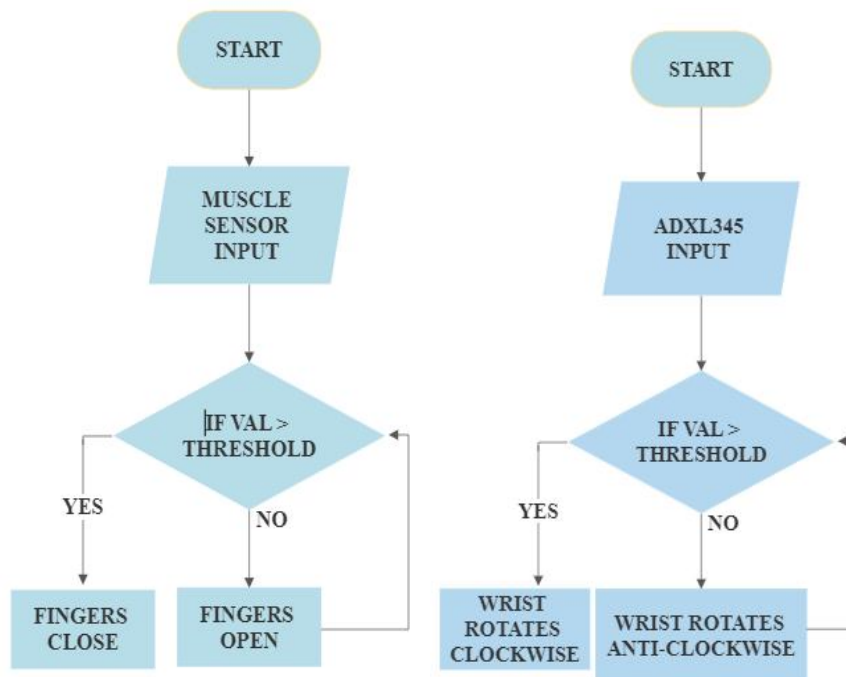 START
MUSCLE
SENSOR
INPUT
IF VAL >
THRESHOLD
YES
NO
FINGERS
CLOSE
FINGERS
OPEN
START
ADXL345
INPUT
IF VAL >
THRESHOLD
YES
NO
WRIST
ROTATES
CLOCKWISE
WRIST ROTATES
ANTI-CLOCKWISE